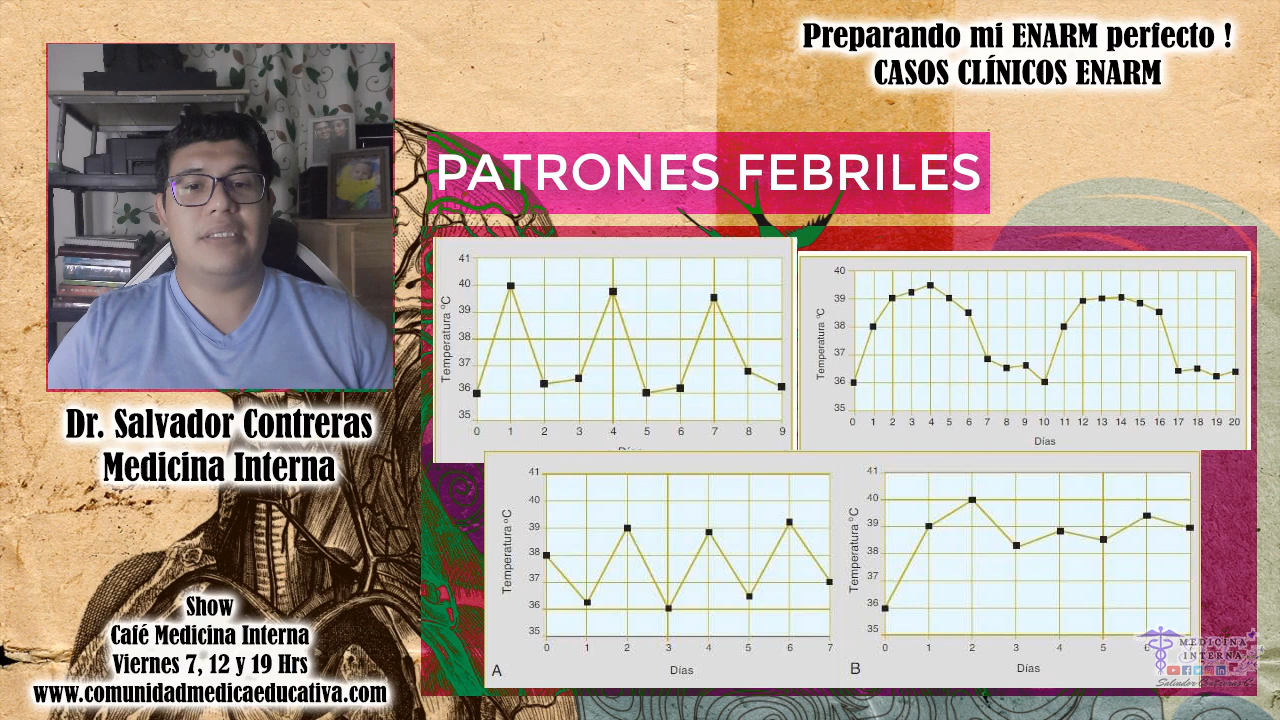 Preparando mi ENARM perfecto !
CASOS CLÍNICOS ENARM
PATRONES FEBRILES
Dr. Salvador Contreras
Medicina Interna
Show
Café Medicina Interna
Viernes 7, 12 y 19 Hrs
www.comunidadmedicaeducativa.com
Temperatura ºC
41
40
39
38
37
36
35
0 1 2 3 4 5 6 7 8 9
Temperatura ºC
40
39
38
37
36
35
0 1 2 3 4 5 6 7 8 9 10 11 12 13 14 15 16 17 18 19 20
Días
Temperatura ºC
41
40
39
38
37
36
35
0 1 2 3 4 5 6 7
A
Días
Temperatura ºC
41
40
39
38
37
36
35
0 1 2 3 4 5 6
B
Días
MEDICINA
INTERNA